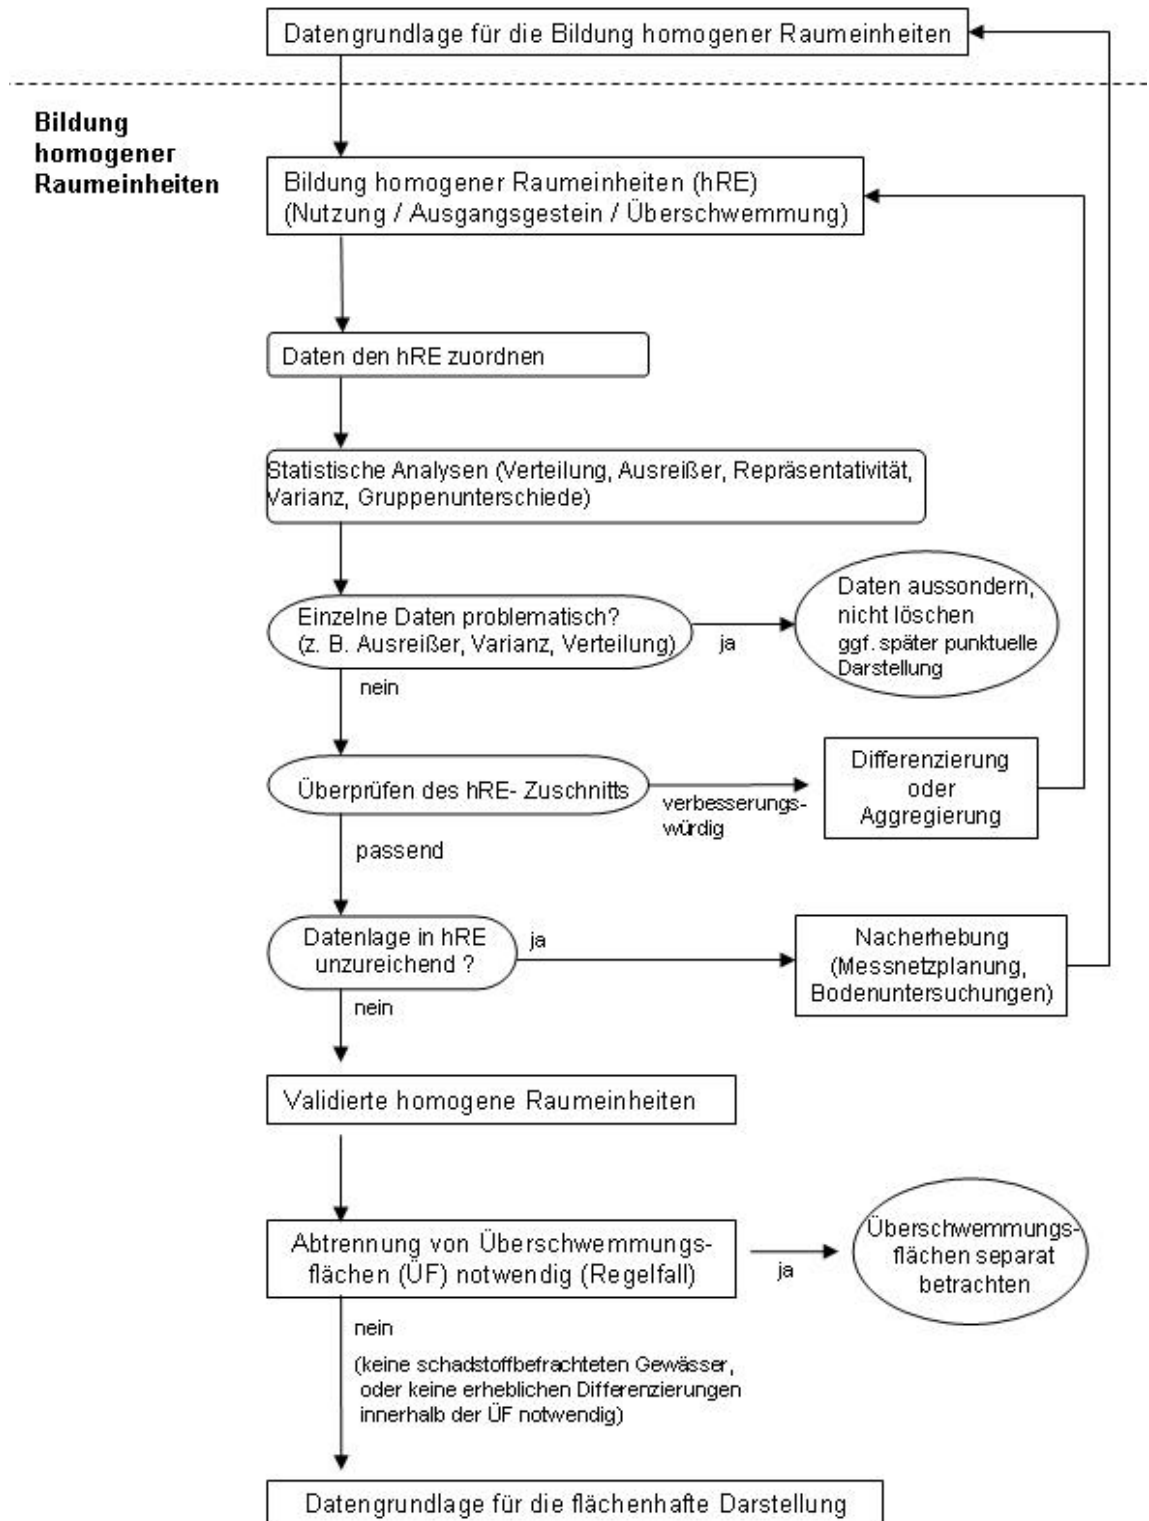 Datengrundlage für die Bildung homogener Raumeinheiten
Bildung
homogener
Raumeinheiten
Bildung homogener Raumeinheiten (hRE)
(Nutzung / Ausgangsgestein / Überschwemmung)
Daten den hRE zuordnen
Statistische Analysen (Verteilung, Ausreißer, Repräsentativität,
Varianz, Gruppenunterschiede)
Einzelne Daten problematisch?
(z. B. Ausreißer, Varianz, Verteilung)
ja
Daten aussondern,
nicht löschen
ggf. später punktuelle
Darstellung
nein
Überprüfen des hRE- Zuschnitts
verbesserungs-
würdig
Differenzierung
oder
Aggregierung
passend
Datenlage in hRE
unzureichend ?
ja
Nacherhebung
(Messnetzplanung,
Bodenuntersuchungen)
nein
Validierte homogene Raumeinheiten
Abtrennung von Überschwemmungs-
flächen (ÜF) notwendig (Regelfall)
ja
Überschwemmungs-
flächen separat
betrachten
nein
(keine schadstoffbefrachteten Gewässer,
oder keine erheblichen Differenzierungen
innerhalb der ÜF notwendig)
Datengrundlage für die flächenhafte Darstellung